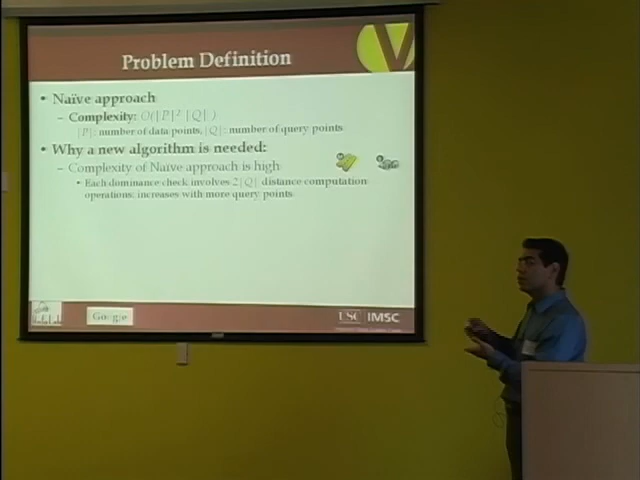 Problem Definition
• Naïve approach
– Complexity: O(|P|² |Q|)
|P|: number of data points, |Q|: number of query points
• Why a new algorithm is needed:
– Complexity of Naïve approach is high
• Each dominance check involves 2|Q| distance computation
operations; increases with more query points
InfoLab
Google
USC IMSC